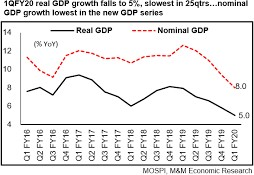 1QFY20 real GDP growth falls to 5%, slowest in 25qtrs...nominal
GDP growth lowest in the new GDP series
Real GDP
Nominal GDP
(% YoY)
14
12
10
8
6
4
8.0
5.0
Q1 FY16
Q2 FY16
Q3 FY16
Q4 FY16
Q1 FY17
Q2 FY17
Q3 FY17
Q4 FY17
Q1 FY18
Q2 FY18
Q3 FY18
Q4 FY18
Q1 FY19
Q2 FY19
Q3 FY19
Q4 FY19
Q1 FY20
MOSPI, M&M Economic Research